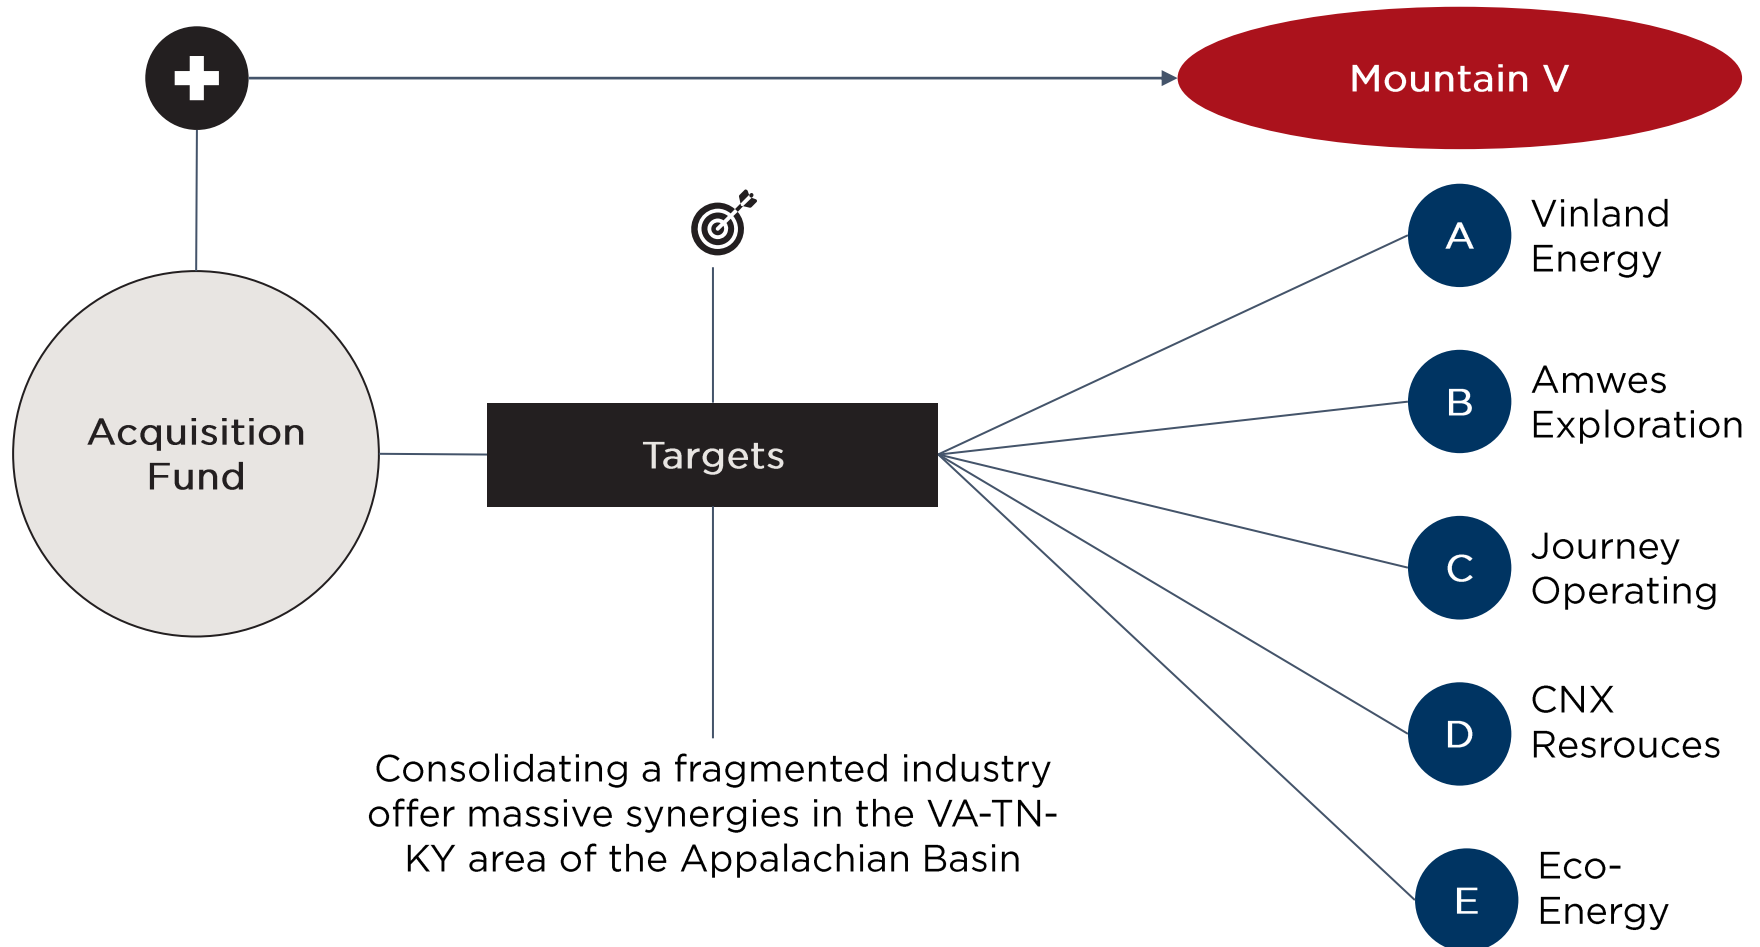 Mountain V
Acquisition
Fund
Targets
Consolidating a fragmented industry
offer massive synergies in the VA-TN-
KY area of the Appalachian Basin
A
Vinland
Energy
B
Amwes
Exploration
C
Journey
Operating
D
CNX
Resrouces
E
Eco-
Energy